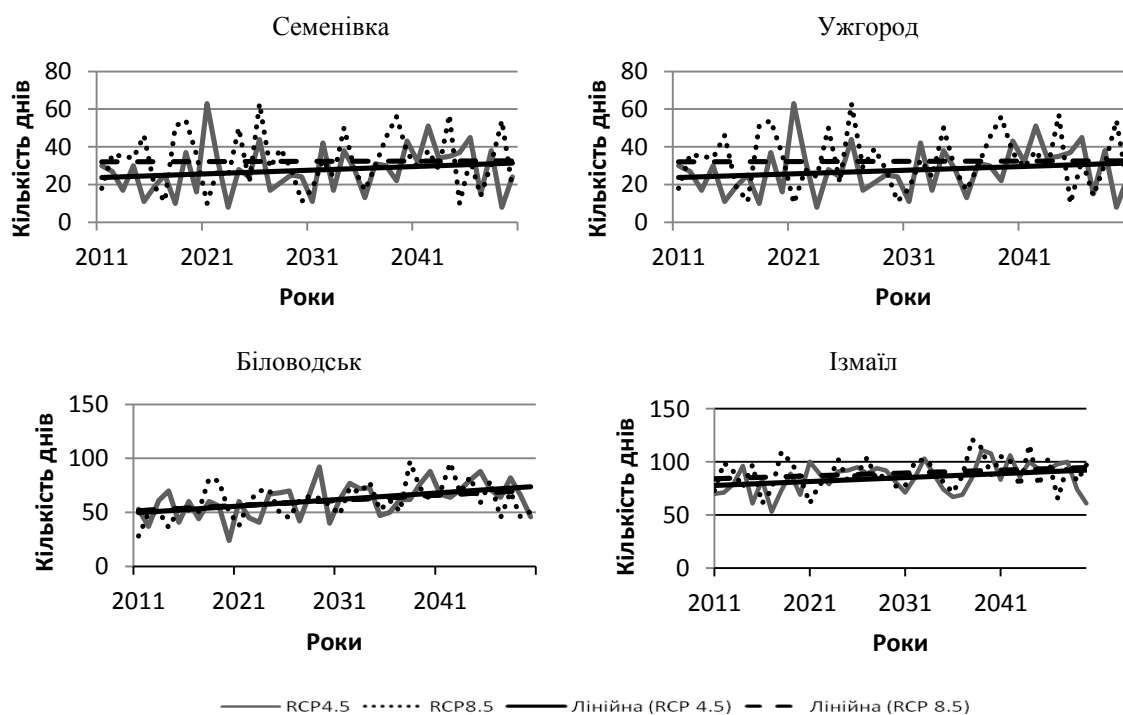 Семенівка
Кількість днів
80
60
40
20
0
2011 2021 2031 2041
Роки
Ужгород
Кількість днів
80
60
40
20
0
2011 2021 2031 2041
Роки
Біловодськ
Кількість днів
150
100
50
0
2011 2021 2031 2041
Роки
Ізмаїл
Кількість днів
150
100
50
0
2011 2021 2031 2041
Роки
RCP4.5 RCP8.5 Лінійна (RCP 4.5) Лінійна (RCP 8.5)